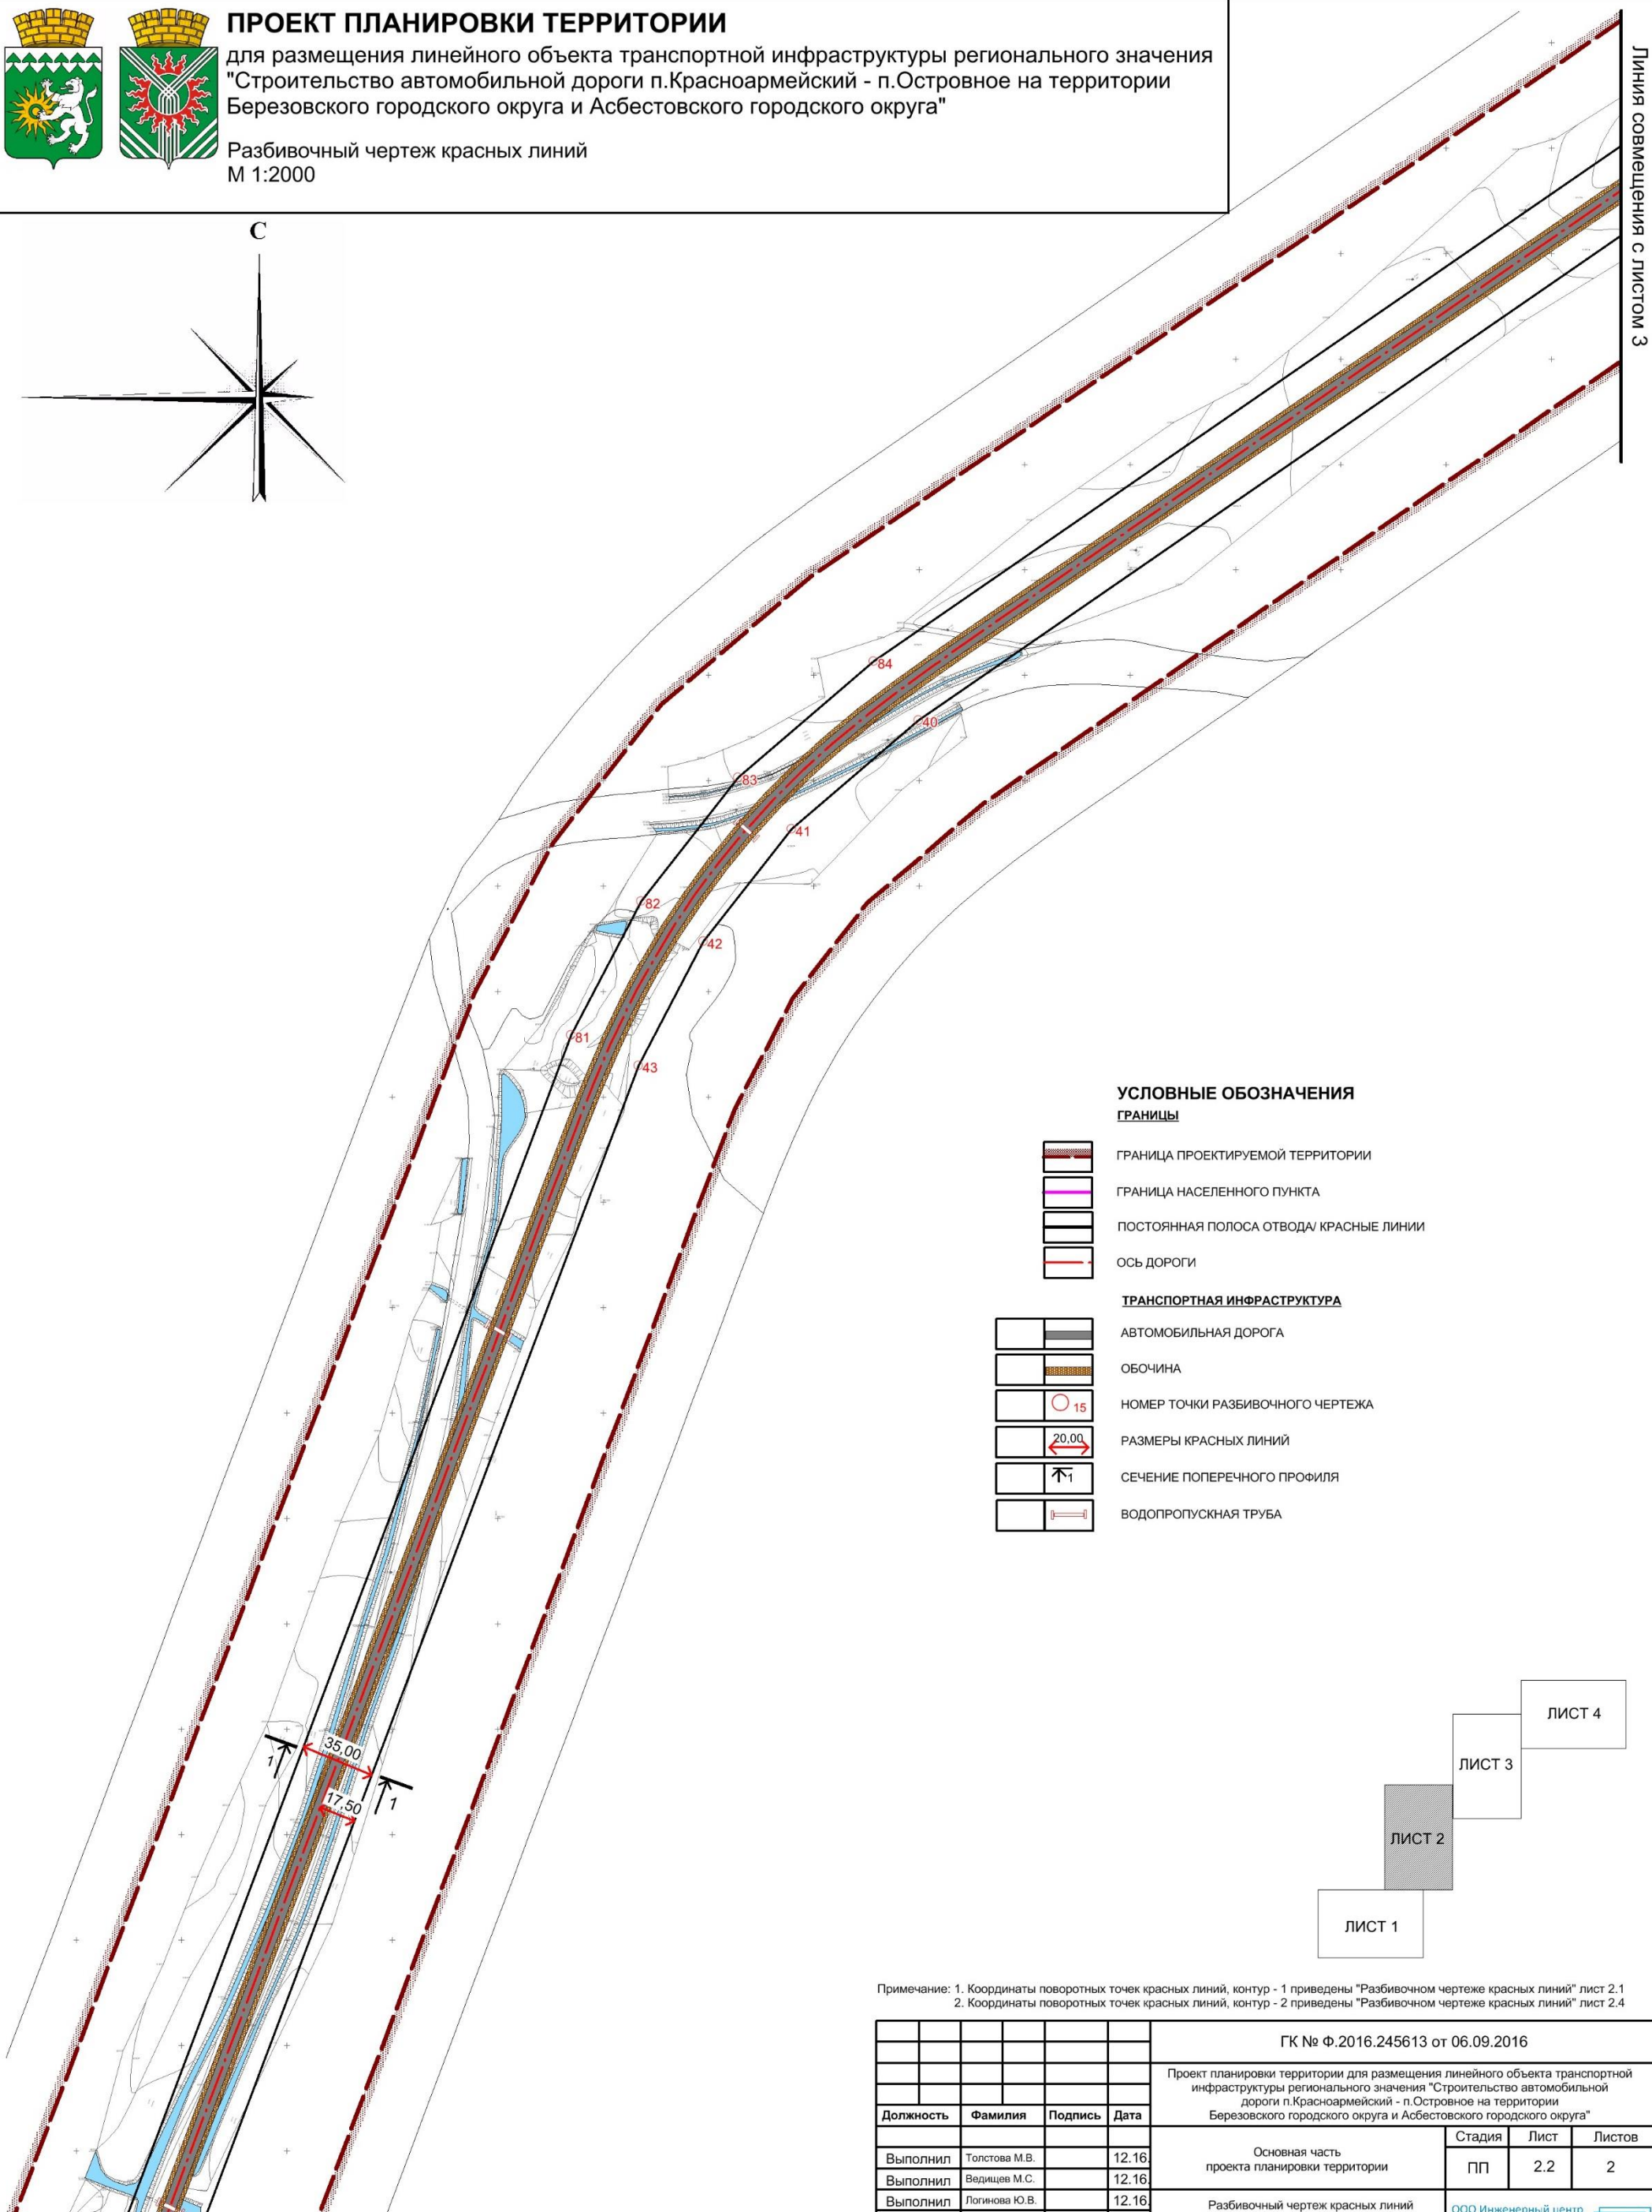 ПРОЕКТ ПЛАНИРОВКИ ТЕРРИТОРИИ
для размещения линейного объекта транспортной инфраструктуры регионального значения
"Строительство автомобильной дороги п.Красноармейский - п.Островное на территории
Березовского городского округа и Асбестовского городского округа"
Разбивочный чертеж красных линий
М 1:2000
С
Линия совмещения с листом 3
84
40
83
41
82
42
81
43
УСЛОВНЫЕ ОБОЗНАЧЕНИЯ
ГРАНИЦЫ
ГРАНИЦА ПРОЕКТИРУЕМОЙ ТЕРРИТОРИИ
ГРАНИЦА НАСЕЛЕННОГО ПУНКТА
ПОСТОЯННАЯ ПОЛОСА ОТВОДА/ КРАСНЫЕ ЛИНИИ
ОСЬ ДОРОГИ
ТРАНСПОРТНАЯ ИНФРАСТРУКТУРА
АВТОМОБИЛЬНАЯ ДОРОГА
ОБОЧИНА
15 НОМЕР ТОЧКИ РАЗБИВОЧНОГО ЧЕРТЕЖА
20,00 РАЗМЕРЫ КРАСНЫХ ЛИНИЙ
1 СЕЧЕНИЕ ПОПЕРЕЧНОГО ПРОФИЛЯ
ВОДОПРОПУСКНАЯ ТРУБА
35,00
1
17,50
1
ЛИСТ 4
ЛИСТ 3
ЛИСТ 2
ЛИСТ 1
Примечание: 1. Координаты поворотных точек красных линий, контур - 1 приведены "Разбивочном чертеже красных линий" лист 2.1
2. Координаты поворотных точек красных линий, контур - 2 приведены "Разбивочном чертеже красных линий" лист 2.4
ГК № Ф.2016.245613 от 06.09.2016
Проект планировки территории для размещения линейного объекта транспортной
инфраструктуры регионального значения "Строительство автомобильной
дороги п.Красноармейский - п.Островное на территории
Березовского городского округа и Асбестовского городского округа"
Должность Фамилия Подпись Дата
Выполнил Толстова М.В. 12.16.
Выполнил Ведищев М.С. 12.16.
Выполнил Логинова Ю.В. 12.16.
Основная часть
проекта планировки территории
Стадия Лист Листов
ПП 2.2 2
Разбивочный чертеж красных линий
ООО Инженерный центр